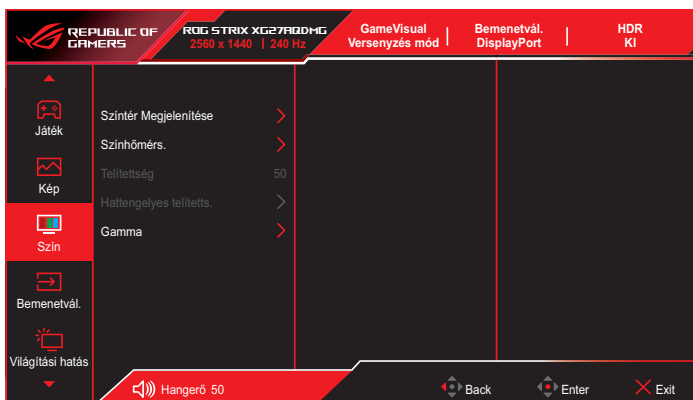 REPUBLIC OF
GAMERS
ROG STRIX XG27AQDMG
2560 x 1440 | 240 Hz
GameVisual
Versenyzés mód
Bemenetvál.
DisplayPort
HDR
KI
Játék
Kép
Szín
Bemenetvál.
Világítási hatás
Színtér Megjelenítése
Színhőmérs.
Telítettség 50
Hattengelyes telítetts.
Gamma
Hangerő 50
Back
Enter
Exit